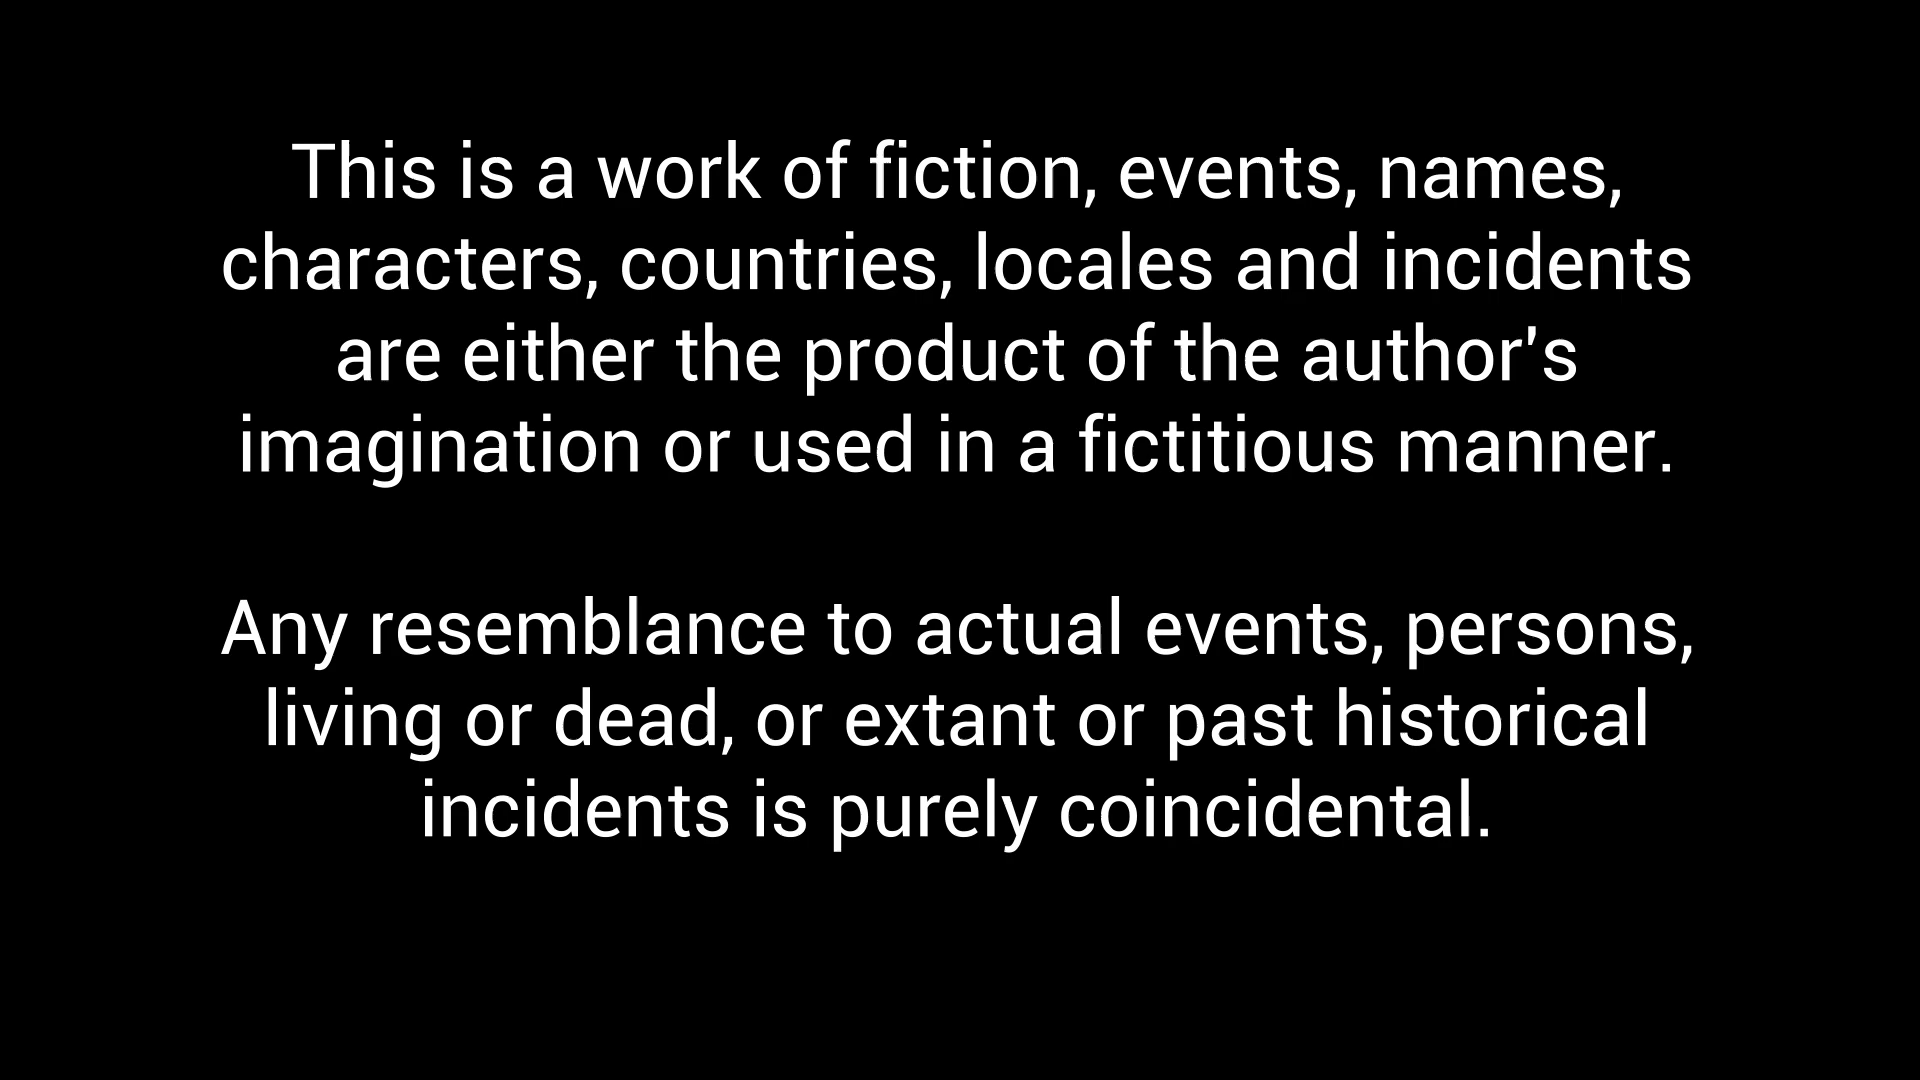 This is a work of fiction, events, names,
characters, countries, locales and incidents
are either the product of the author's
imagination or used in a fictitious manner.
Any resemblance to actual events, persons,
living or dead, or extant or past historical
incidents is purely coincidental.